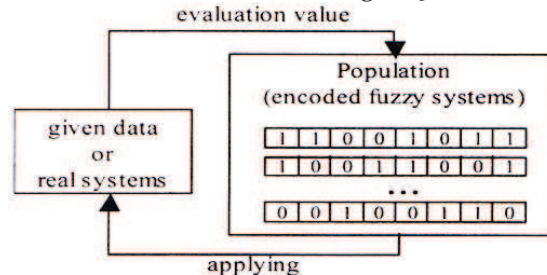 evaluation value
Population
(encoded fuzzy systems)
given data
or
real systems
1 1 0 0 1 0 1 1
1 0 0 1 1 0 0 1
...
0 0 1 0 0 1 1 0
applying